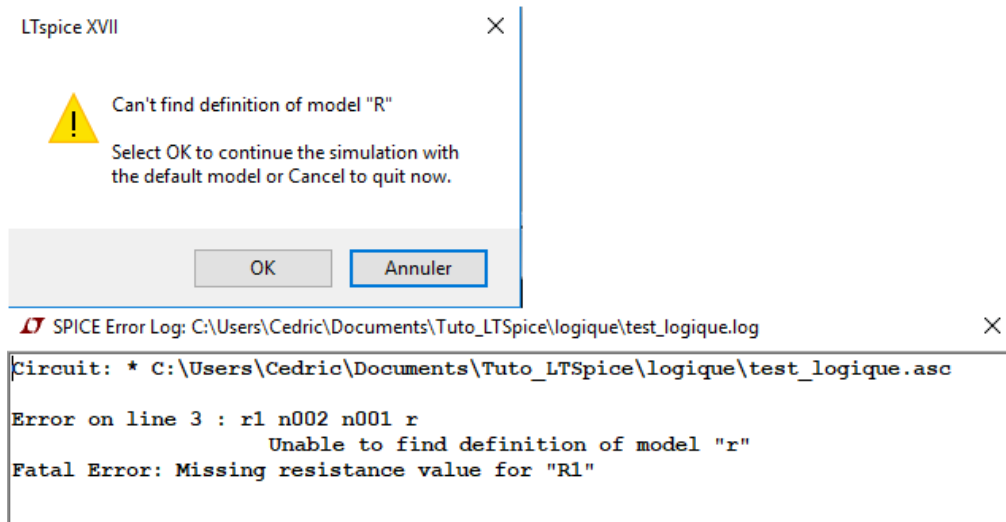 LTspice XVII
Can't find definition of model "R"
Select OK to continue the simulation with
the default model or Cancel to quit now.
OK
Annuler
SPICE Error Log: C:\Users\Cedric\Documents\Tuto_LTSpice\logique\test_logique.log
Circuit: * C:\Users\Cedric\Documents\Tuto_LTSpice\logique\test_logique.asc
Error on line 3 : r1 n002 n001 r
Unable to find definition of model "r"
Fatal Error: Missing resistance value for "R1"